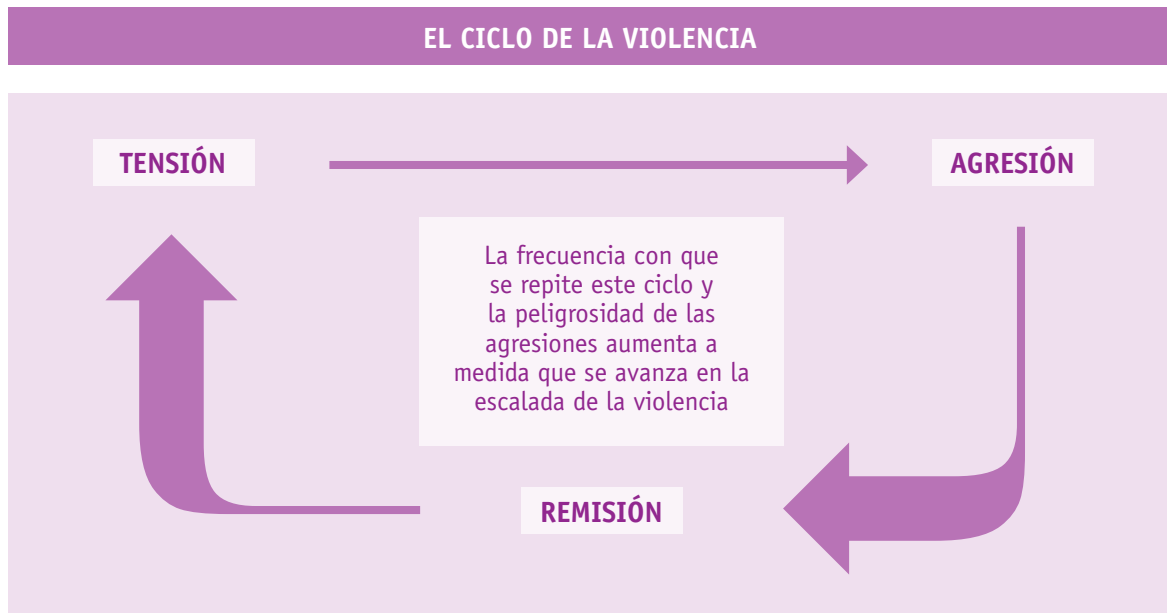 EL CICLO DE LA VIOLENCIA
TENSIÓN
AGRESIÓN
La frecuencia con que
se repite este ciclo y
la peligrosidad de las
agresiones aumenta a
medida que se avanza en la
escalada de la violencia
REMISIÓN